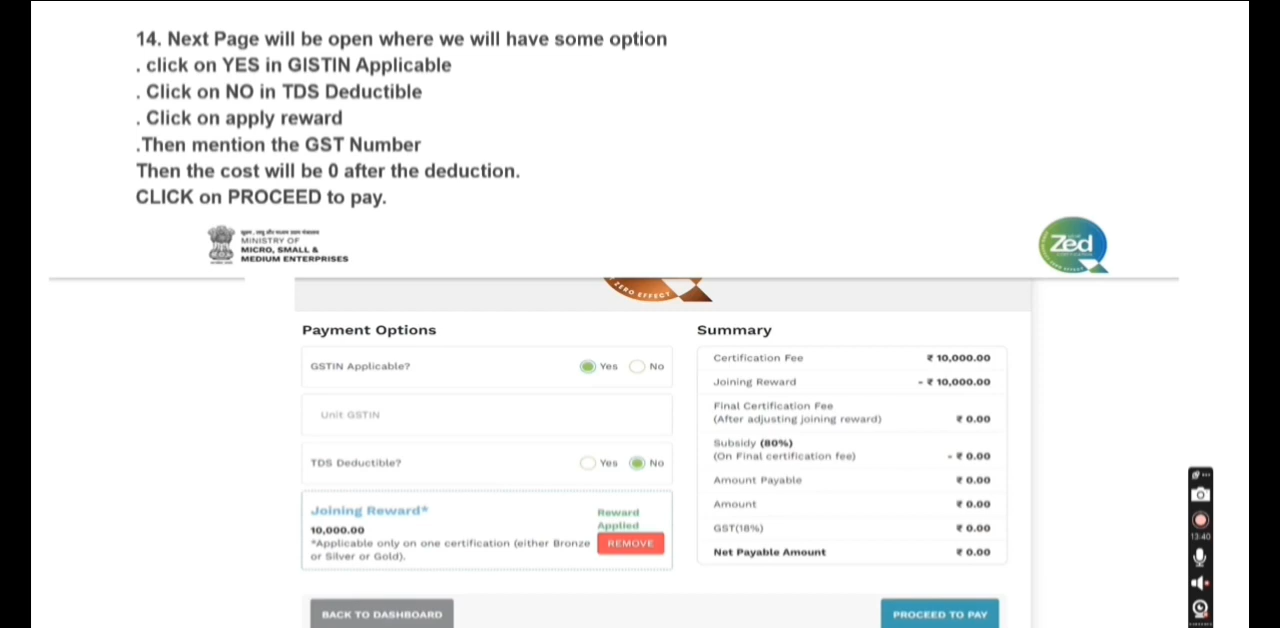 14. Next Page will be open where we will have some option
. click on YES in GISTIN Applicable
. Click on NO in TDS Deductible
. Click on apply reward
.Then mention the GST Number
Then the cost will be 0 after the deduction.
CLICK on PROCEED to pay.
MINISTRY OF
MICRO, SMALL &
MEDIUM ENTERPRISES
Zed
ZERO EFFECT
Payment Options
GSTIN Applicable? Yes No
Unit GSTIN
TDS Deductible? Yes No
Joining Reward*
10,000.00
*Applicable only on one certification (either Bronze
or Silver or Gold).
Reward
Applied
REMOVE
BACK TO DASHBOARD
Summary
Certification Fee ₹ 10,000.00
Joining Reward - ₹ 10,000.00
Final Certification Fee
(After adjusting joining reward) ₹ 0.00
Subsidy (80%)
(On Final certification fee) - ₹ 0.00
Amount Payable ₹ 0.00
Amount ₹ 0.00
GST(18%) ₹ 0.00
Net Payable Amount ₹ 0.00
PROCEED TO PAY
13:40